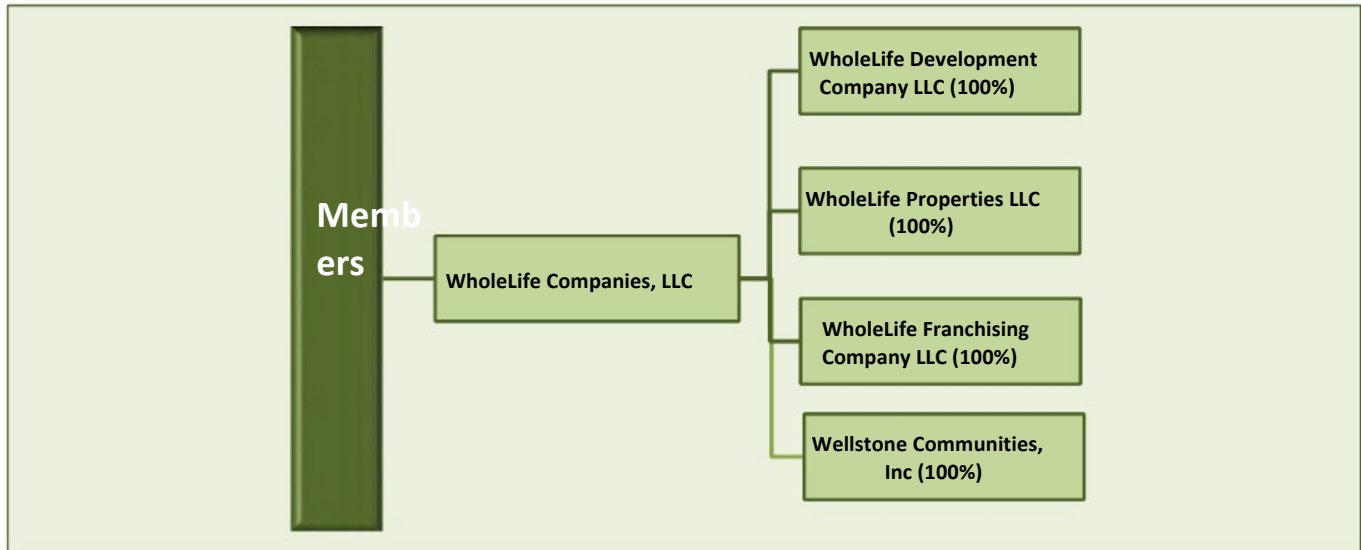 Memb
ers
WholeLife Companies, LLC
WholeLife Development
Company LLC (100%)
WholeLife Properties LLC
(100%)
WholeLife Franchising
Company LLC (100%)
Wellstone Communities,
Inc (100%)